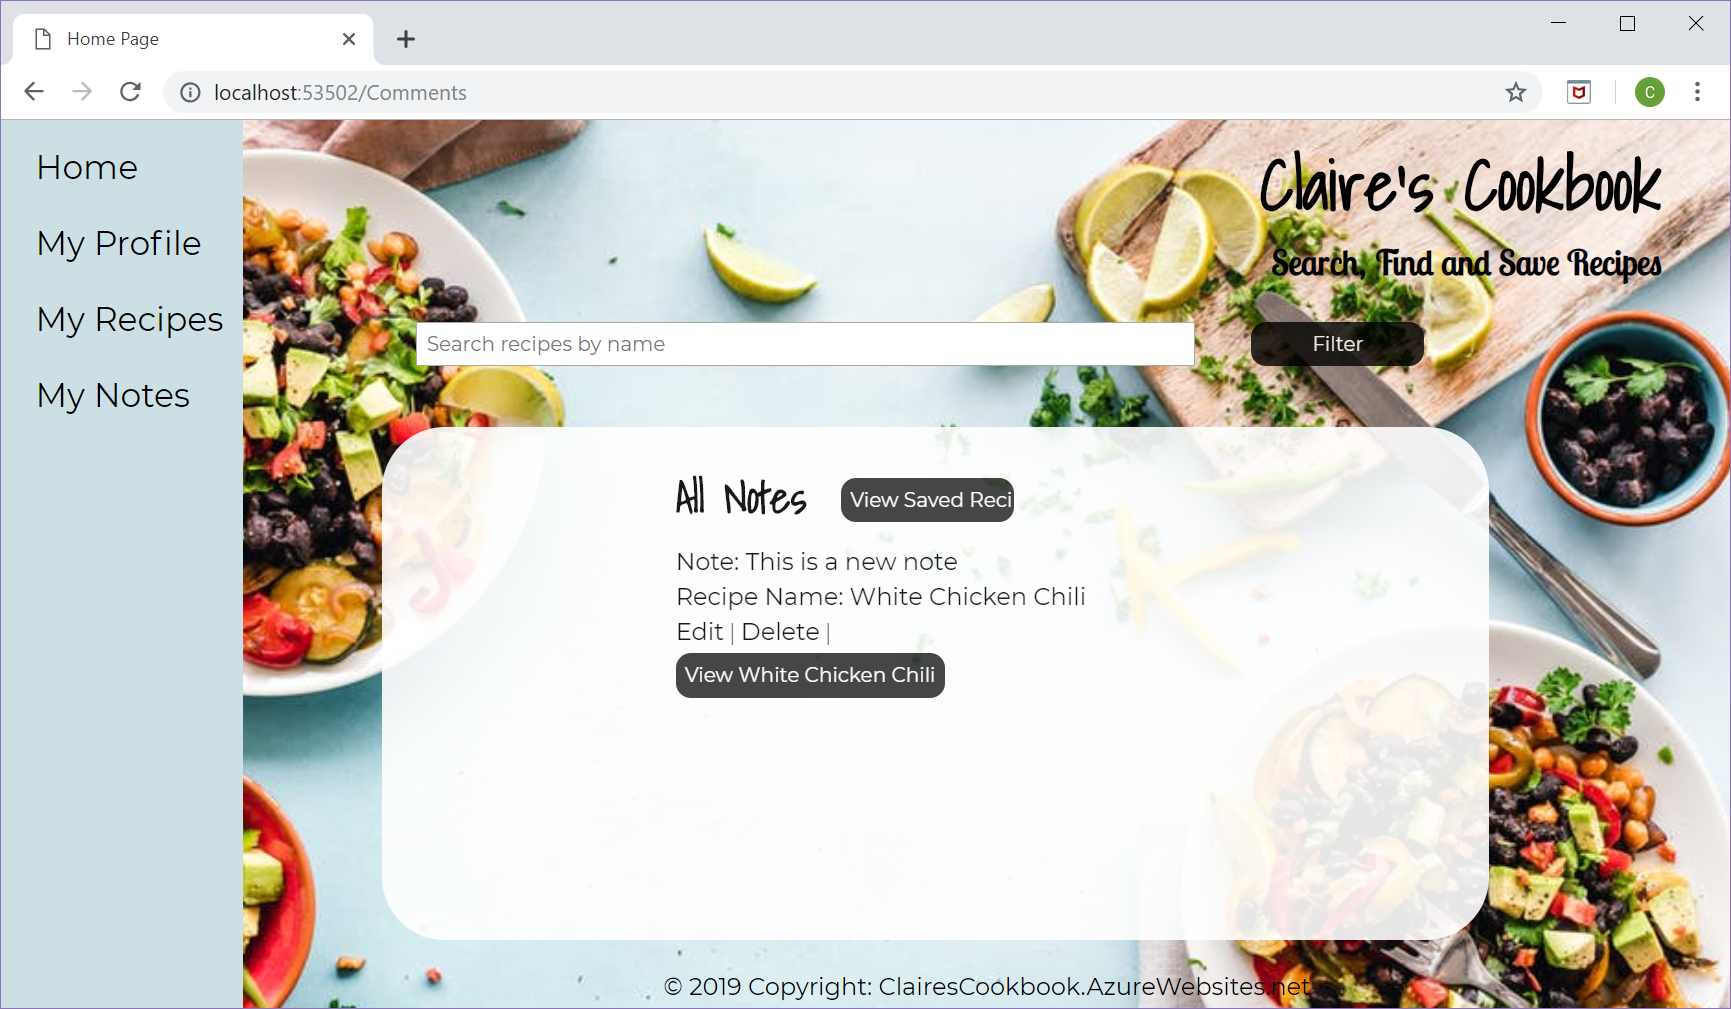 Home Page
localhost:53502/Comments
C
Home
My Profile
My Recipes
My Notes
Claire's Cookbook
Search, Find and Save Recipes
Search recipes by name
Filter
All Notes
View Saved Reci
Note: This is a new note
Recipe Name: White Chicken Chili
Edit | Delete |
View White Chicken Chili
© 2019 Copyright: ClairesCookbook.AzureWebsites.net